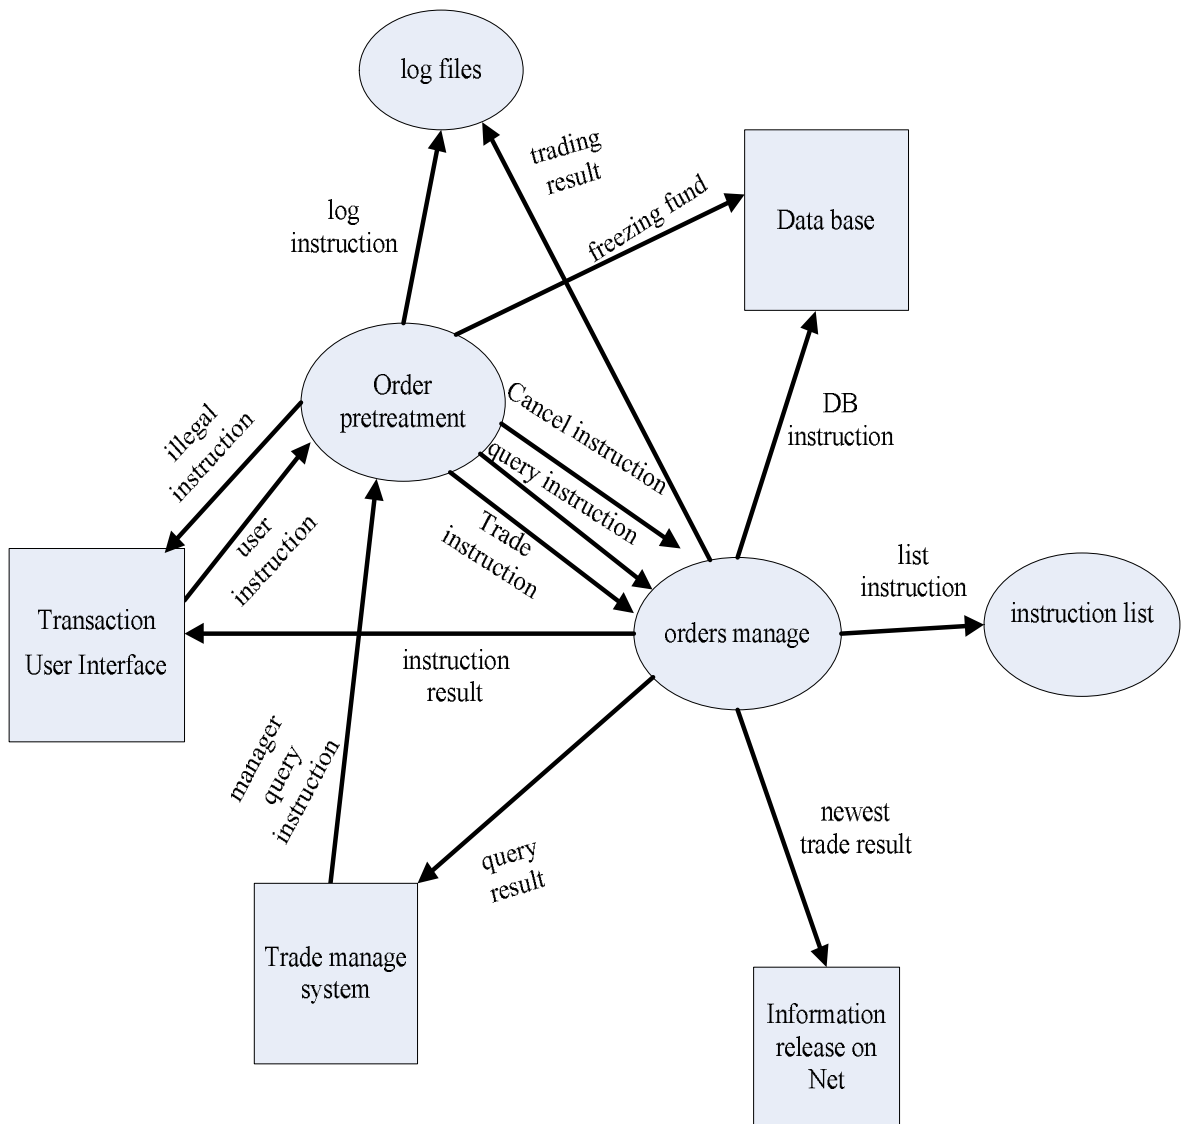 log files
trading
result
log
instruction
freezing fund
Data base
Order
pretreatment
Cancel instruction
query instruction
Trade
instruction
DB
instruction
illegal
instruction
user
instruction
list
instruction
instruction list
Transaction
User Interface
orders manage
instruction
result
manager
query
instruction
query
result
newest
trade result
Trade manage
system
Information
release on
Net